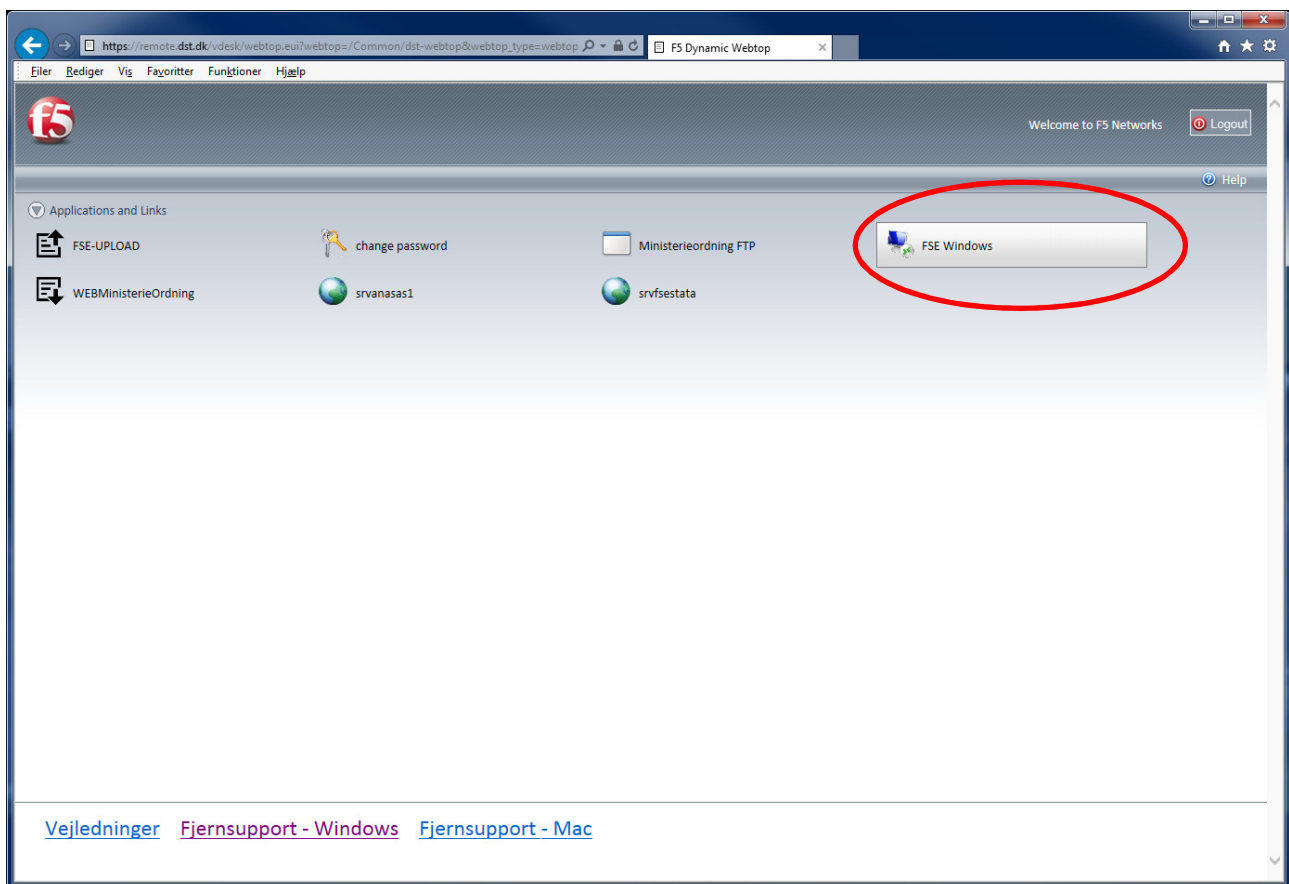 https://remote.dst.dk/vdesk/webtop.eui?webtop=/Common/dst-webtop&webtop_type=webtop
F5 Dynamic Webtop
Filer Rediger Vis Favoritter Funktioner Hjælp
f5
Welcome to F5 Networks
Logout
Help
Applications and Links
FSE-UPLOAD change password Ministerieordning FTP FSE Windows
WEBMinisterieOrdning srvanasas1 srvfsestata
Vejledninger Fjernsupport - Windows Fjernsupport - Mac